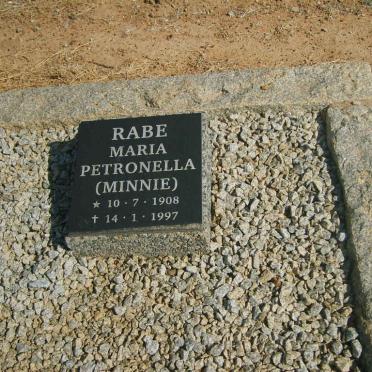 RABE
MARIA
PETRONELLA
(MINNIE)
★ 10 · 7 · 1908
✝ 14 · 1 · 1997